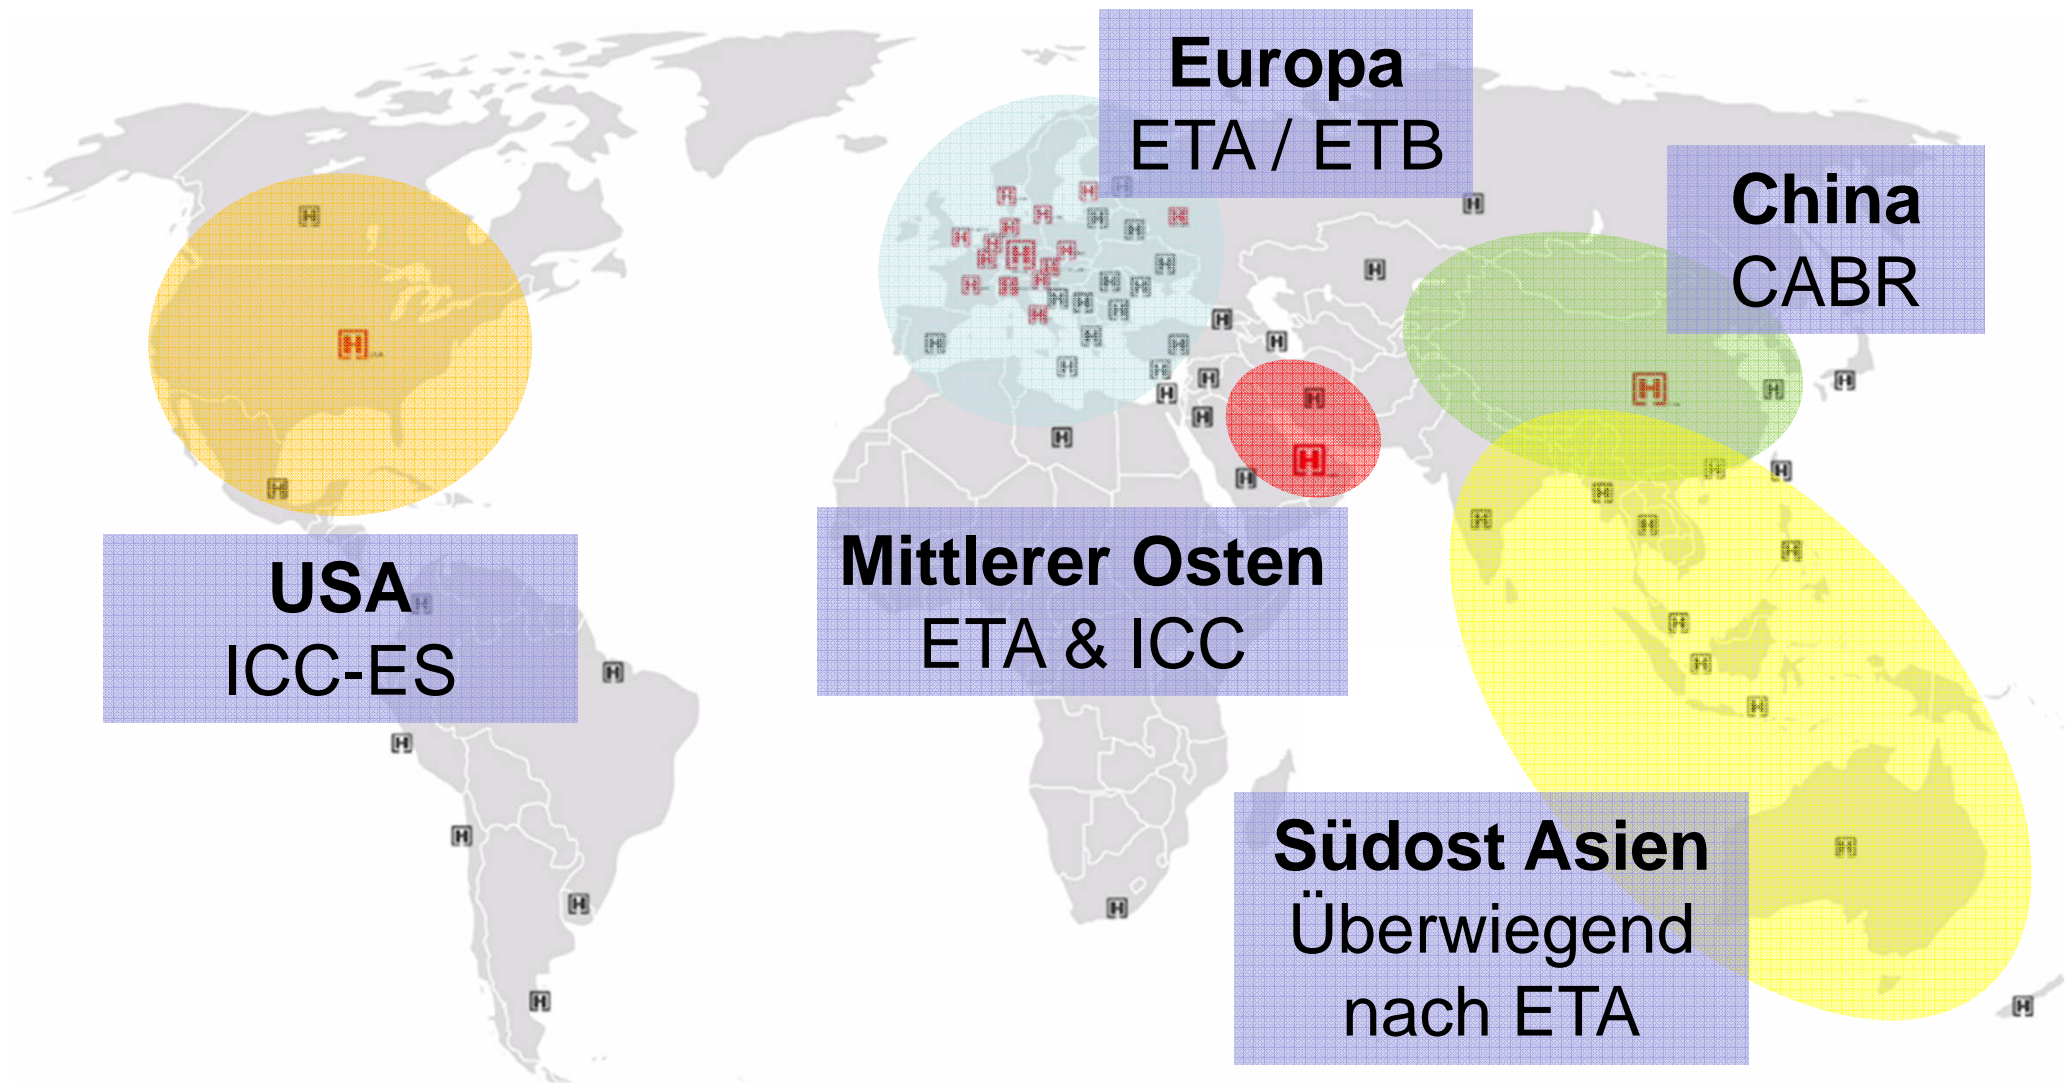 Europa
ETA / ETB
China
CABR
USA
ICC-ES
Mittlerer Osten
ETA & ICC
Südost Asien
Überwiegend
nach ETA